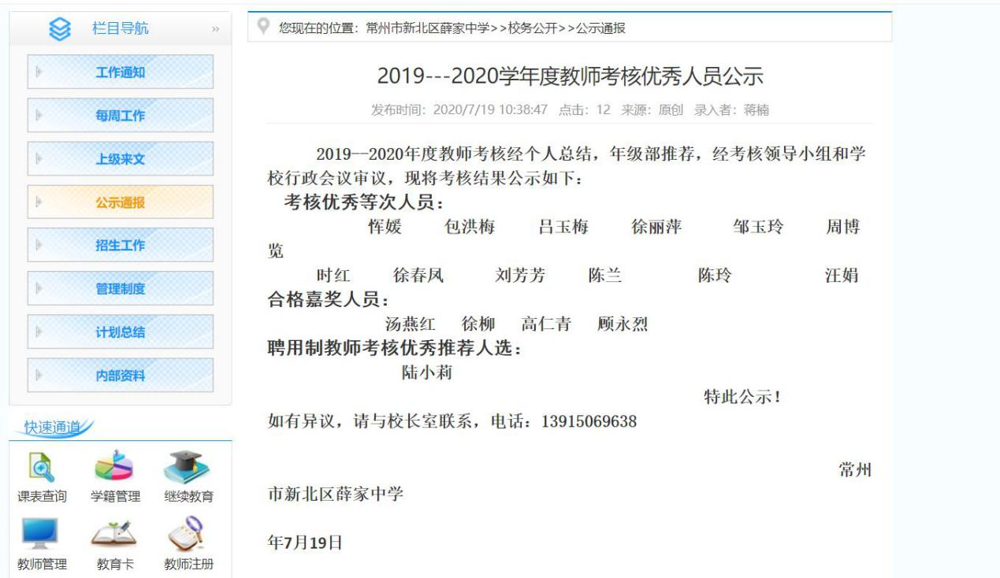 栏目导航 »
工作通知
每周工作
上级来文
公示通报
招生工作
管理制度
计划总结
内部资料
快速通道
课表查询 学籍管理 继续教育
教师管理 教育卡 教师注册
您现在的位置：常州市新北区薛家中学>>校务公开>>公示通报
2019---2020学年度教师考核优秀人员公示
发布时间：2020/7/19 10:38:47 点击：12 来源：原创 录入者：蒋楠
2019--2020年度教师考核经个人总结，年级部推荐，经考核领导小组和学
校行政会议审议，现将考核结果公示如下：
考核优秀等次人员：
恽媛 包洪梅 吕玉梅 徐丽萍 邹玉玲 周博
览
时红 徐春凤 刘芳芳 陈兰 陈玲 汪娟
合格嘉奖人员：
汤燕红 徐柳 高仁青 顾永烈
聘用制教师考核优秀推荐人选：
陆小莉
特此公示！
如有异议，请与校长室联系，电话：13915069638
常州
市新北区薛家中学
年7月19日